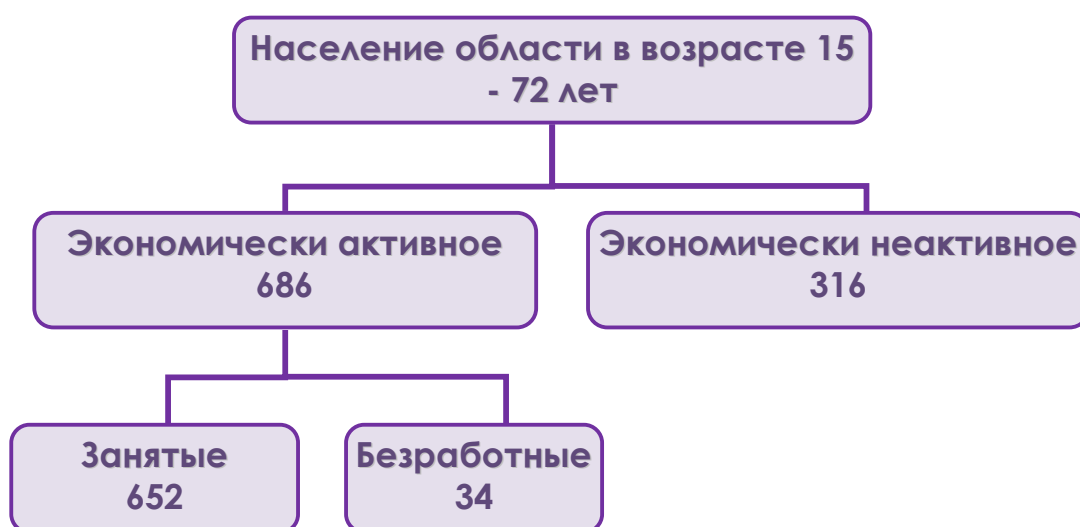 Население области в возрасте 15
- 72 лет
Экономически активное
686
Экономически неактивное
316
Занятые
652
Безработные
34